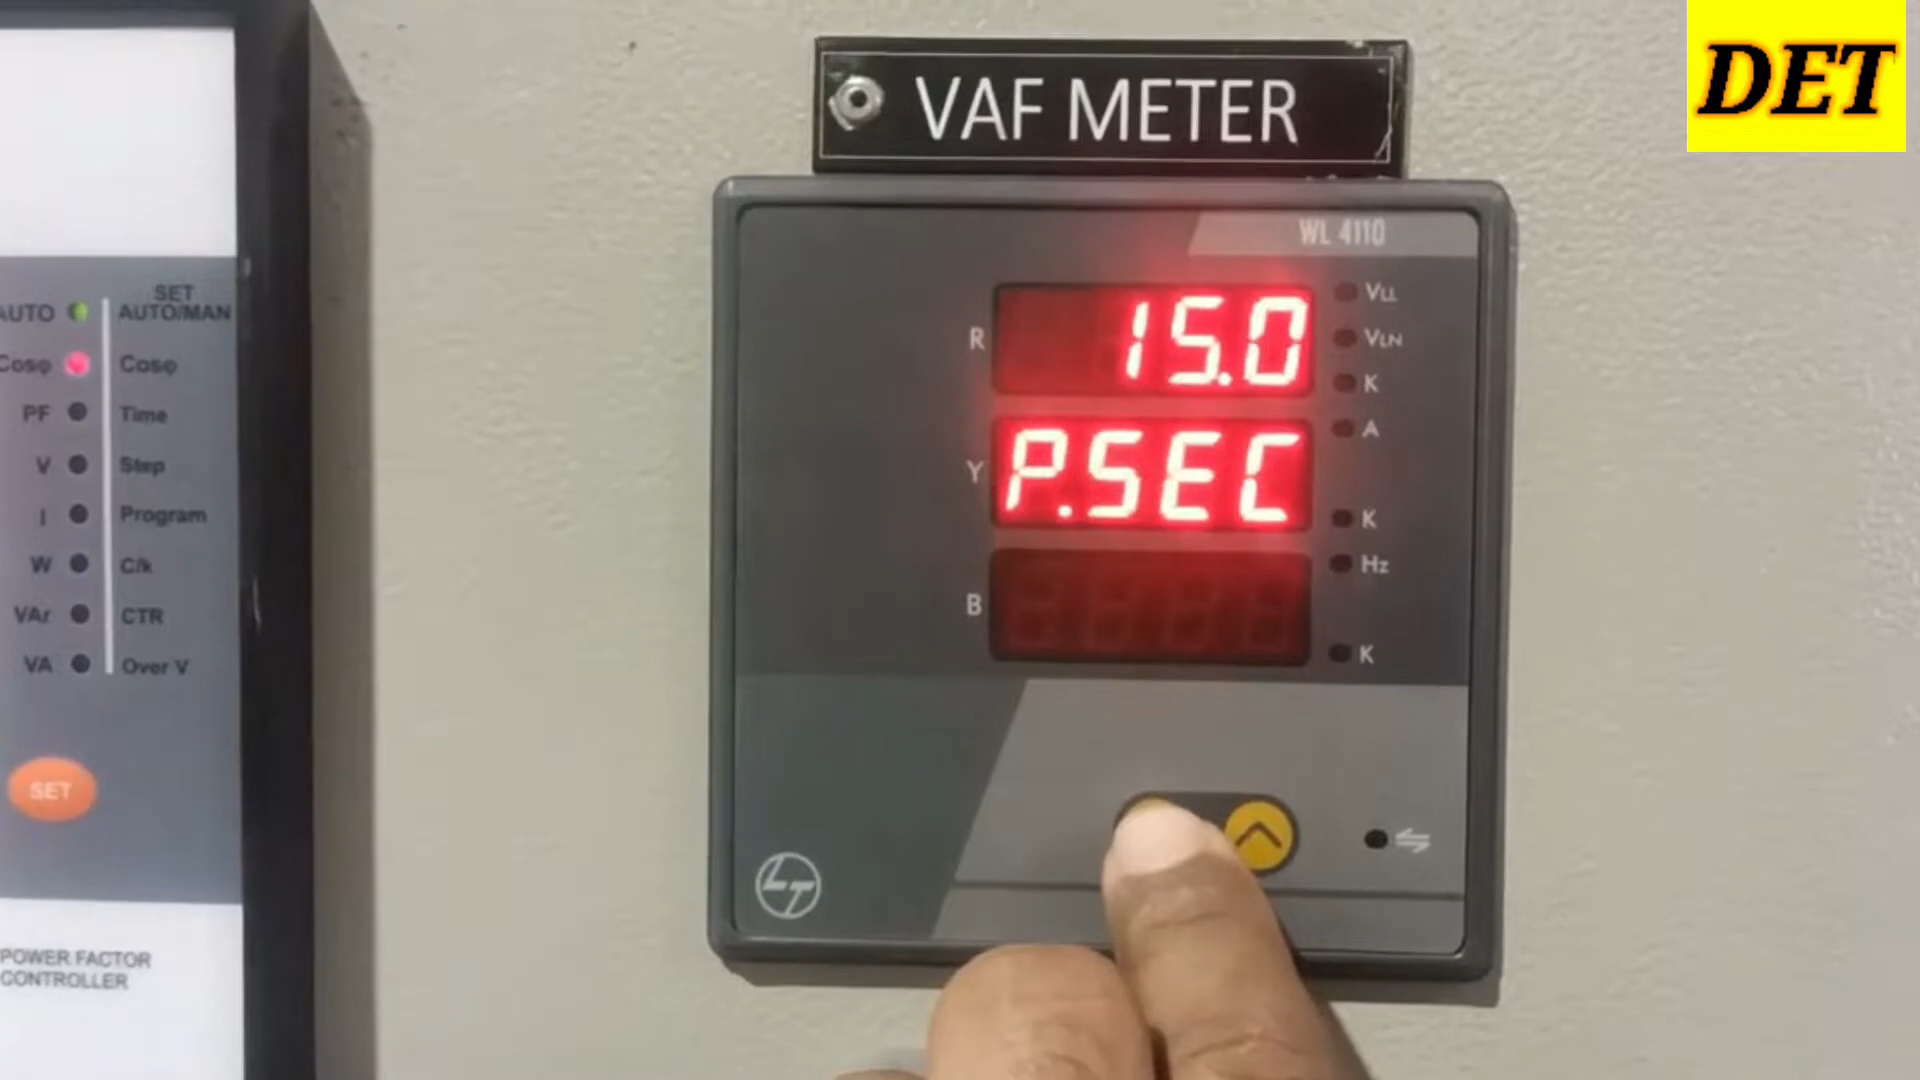 DET
VAF METER
WL 4110
R 15.0
Y P.SEC
B
VLL
VLN
K
A
K
Hz
K
LT
SET
AUTO AUTO/MAN
Cosφ Cosφ
PF Time
V Step
I Program
W C/k
VAr CTR
VA Over V
SET
POWER FACTOR
CONTROLLER